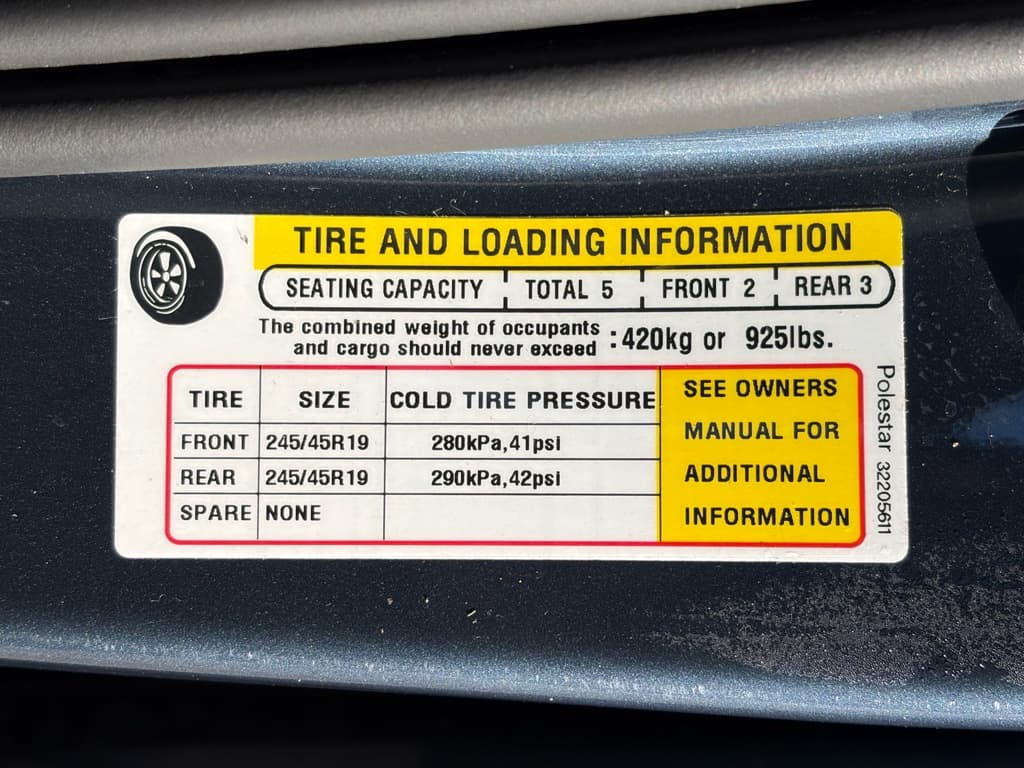 TIRE AND LOADING INFORMATION
SEATING CAPACITY TOTAL 5 FRONT 2 REAR 3
The combined weight of occupants
and cargo should never exceed :420kg or 925lbs.
TIRE SIZE COLD TIRE PRESSURE
FRONT 245/45R19 280kPa,41psi
REAR 245/45R19 290kPa,42psi
SPARE NONE
SEE OWNERS
MANUAL FOR
ADDITIONAL
INFORMATION
Polestar 32205611